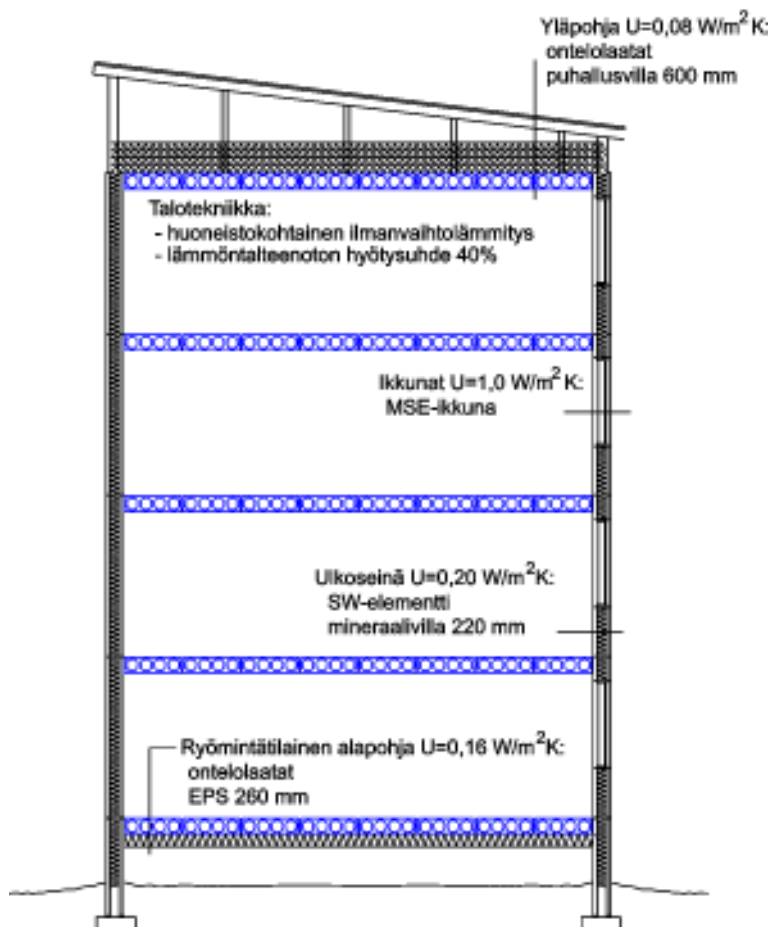 Yläpohja U=0,08 W/m² K:
ontelolaatat
puhallusvilla 600 mm
Talotekniikka:
- huoneistokohtainen ilmanvaihtolämmitys
- lämmöntalteenoton hyötysuhde 40%
Ikkunat U=1,0 W/m² K:
MSE-ikkuna
Ulkoseinä U=0,20 W/m²K:
SW-elementti
mineraalivilla 220 mm
Ryömintätilainen alapohja U=0,16 W/m²K:
ontelolaatat
EPS 260 mm